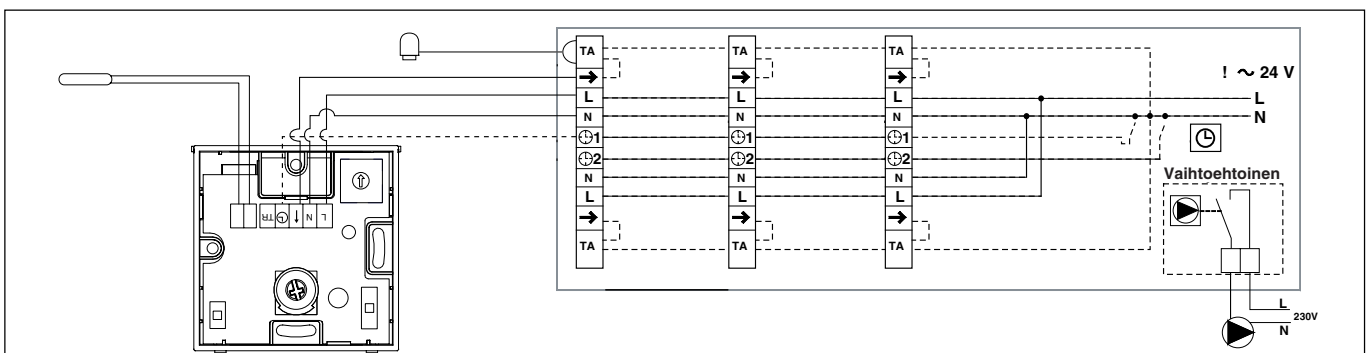 TA TA TA
→ → → ! ~ 24 V
L L L L
N N N N
1 1 1
2 2 2
N N N Vaihtoehtoinen
L L L
→ → →
TA TA TA
TR ↓ N L
L
230V
N